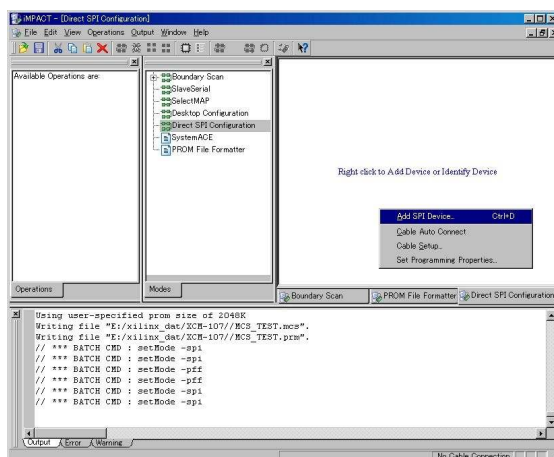 iMPACT - [Direct SPI Configuration]
File Edit View Operations Output Window Help
Available Operations are:
Operations
Boundary Scan
SlaveSerial
SelectMAP
Desktop Configuration
Direct SPI Configuration
SystemACE
PROM File Formatter
Modes
Right click to Add Device or Identify Device
Add SPI Device... Ctrl+D
Cable Auto Connect
Cable Setup...
Set Programming Properties...
Boundary Scan PROM File Formatter Direct SPI Configuration
Using user-specified prom size of 2048K
Writing file "E:/xilinx_dat/XCM-107//MCS_TEST.mcs".
Writing file "E:/xilinx_dat/XCM-107//MCS_TEST.prm".
// *** BATCH CMD : setMode -spi
// *** BATCH CMD : setMode -spi
// *** BATCH CMD : setMode -pff
// *** BATCH CMD : setMode -pff
// *** BATCH CMD : setMode -spi
// *** BATCH CMD : setMode -spi
Output Error Warning
No Cable Connection